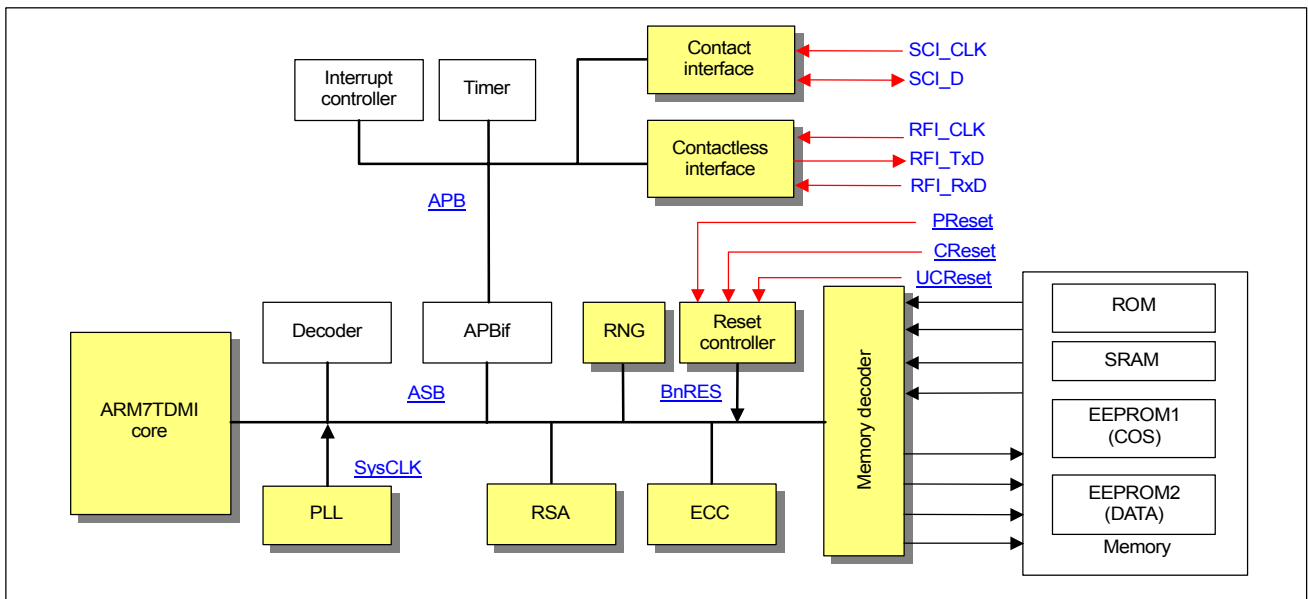 Contact
interface
SCI_CLK
SCI_D
Interrupt
controller
Timer
Contactless
interface
RFI_CLK
RFI_TxD
RFI_RxD
APB
PReset
CReset
UCReset
Decoder
APBif
RNG
Reset
controller
ROM
SRAM
EEPROM1
(COS)
EEPROM2
(DATA)
Memory
ARM7TDMI
core
ASB
BnRES
Memory decoder
SysCLK
PLL
RSA
ECC